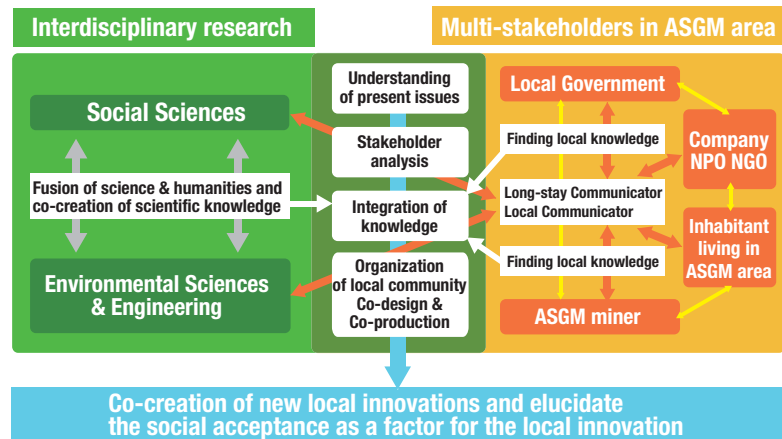 Interdisciplinary research
Multi-stakeholders in ASGM area
Social Sciences
Fusion of science & humanities and
co-creation of scientific knowledge
Environmental Sciences
& Engineering
Understanding
of present issues
Stakeholder
analysis
Integration of
knowledge
Organization
of local community
Co-design &
Co-production
Local Government
Finding local knowledge
Company
NPO NGO
Long-stay Communicator
Local Communicator
Inhabitant
living in
ASGM area
Finding local knowledge
ASGM miner
Co-creation of new local innovations and elucidate
the social acceptance as a factor for the local innovation